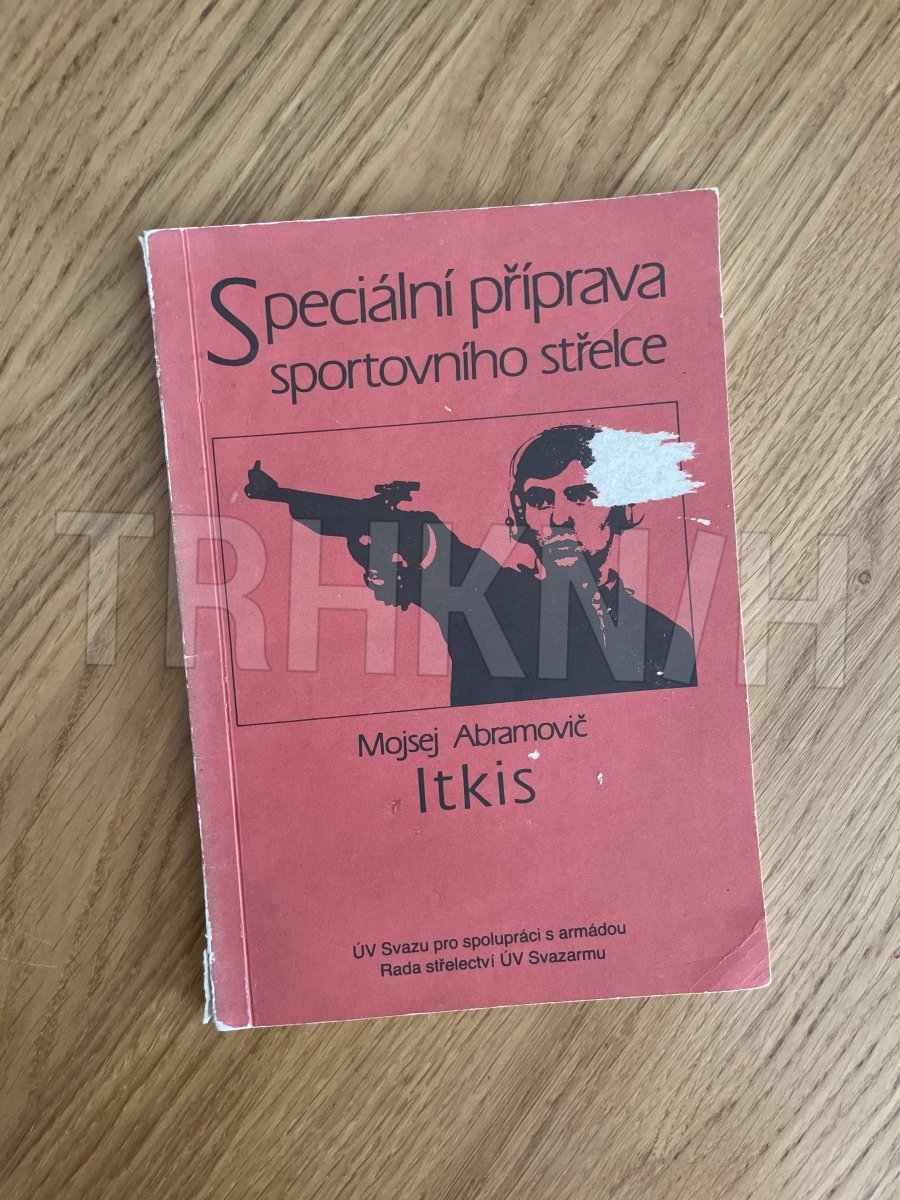 Speciální příprava
sportovního střelce
TRHKNIH
Mojsej Abramovič
Itkis
ÚV Svazu pro spolupráci s armádou
Rada střelectví ÚV Svazarmu